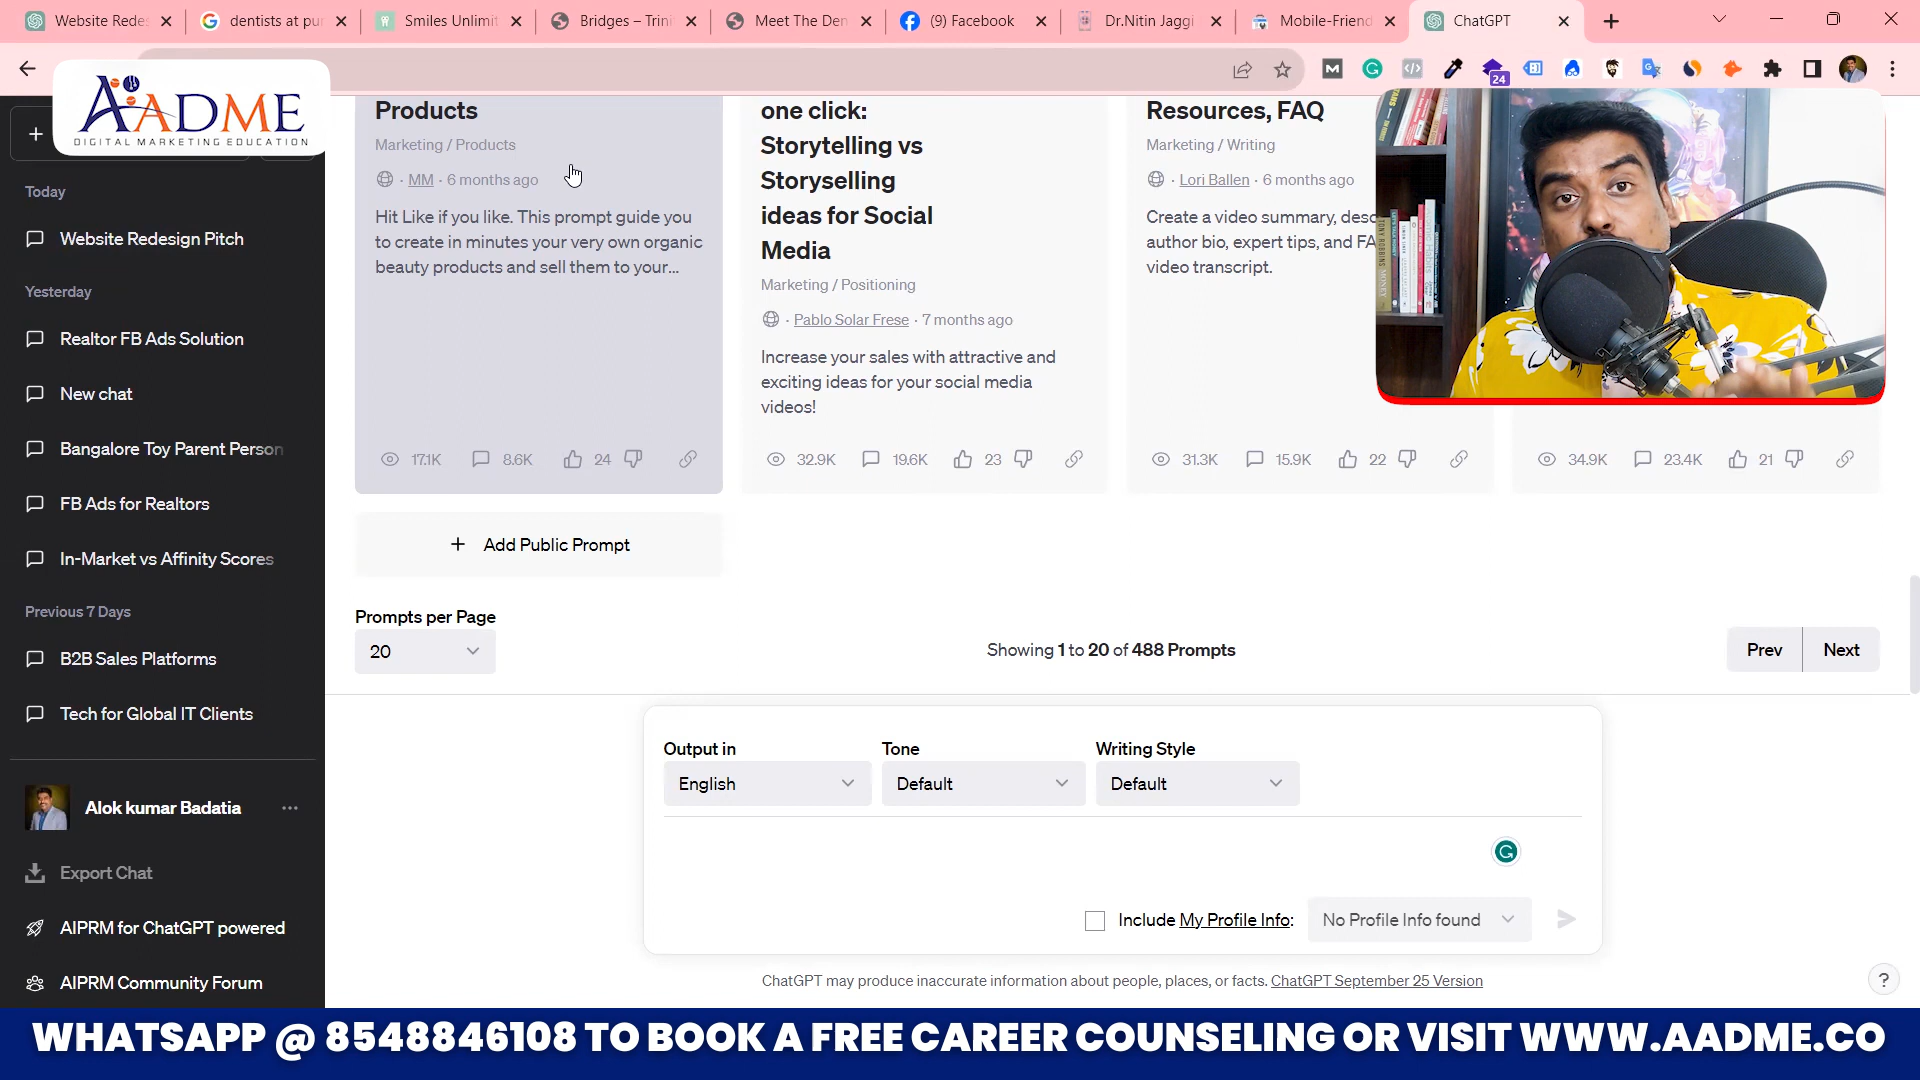 Website Rede
dentists at pu
Smiles Unlimit
Bridges – Trini
Meet The Den
(9) Facebook
Dr.Nitin Jaggi
Mobile-Friend
ChatGPT
24
AADME
DIGITAL MARKETING EDUCATION
Today
Website Redesign Pitch
Yesterday
Realtor FB Ads Solution
New chat
Bangalore Toy Parent Person
FB Ads for Realtors
In-Market vs Affinity Scores
Previous 7 Days
B2B Sales Platforms
Tech for Global IT Clients
Alok kumar Badatia
Export Chat
AIPRM for ChatGPT powered
AIPRM Community Forum
Products
Marketing / Products
· MM · 6 months ago
Hit Like if you like. This prompt guide you
to create in minutes your very own organic
beauty products and sell them to your...
17.1K 8.6K 24
one click:
Storytelling vs
Storyselling
ideas for Social
Media
Marketing / Positioning
· Pablo Solar Frese · 7 months ago
Increase your sales with attractive and
exciting ideas for your social media
videos!
32.9K 19.6K 23
Resources, FAQ
Marketing / Writing
· Lori Ballen · 6 months ago
Create a video summary, desc
author bio, expert tips, and FA
video transcript.
31.3K 15.9K 22
34.9K 23.4K 21
+ Add Public Prompt
Prompts per Page
20
Showing 1 to 20 of 488 Prompts
Prev Next
Output in Tone Writing Style
English Default Default
Include My Profile Info: No Profile Info found
ChatGPT may produce inaccurate information about people, places, or facts. ChatGPT September 25 Version
?
WHATSAPP @ 8548846108 TO BOOK A FREE CAREER COUNSELING OR VISIT WWW.AADME.CO